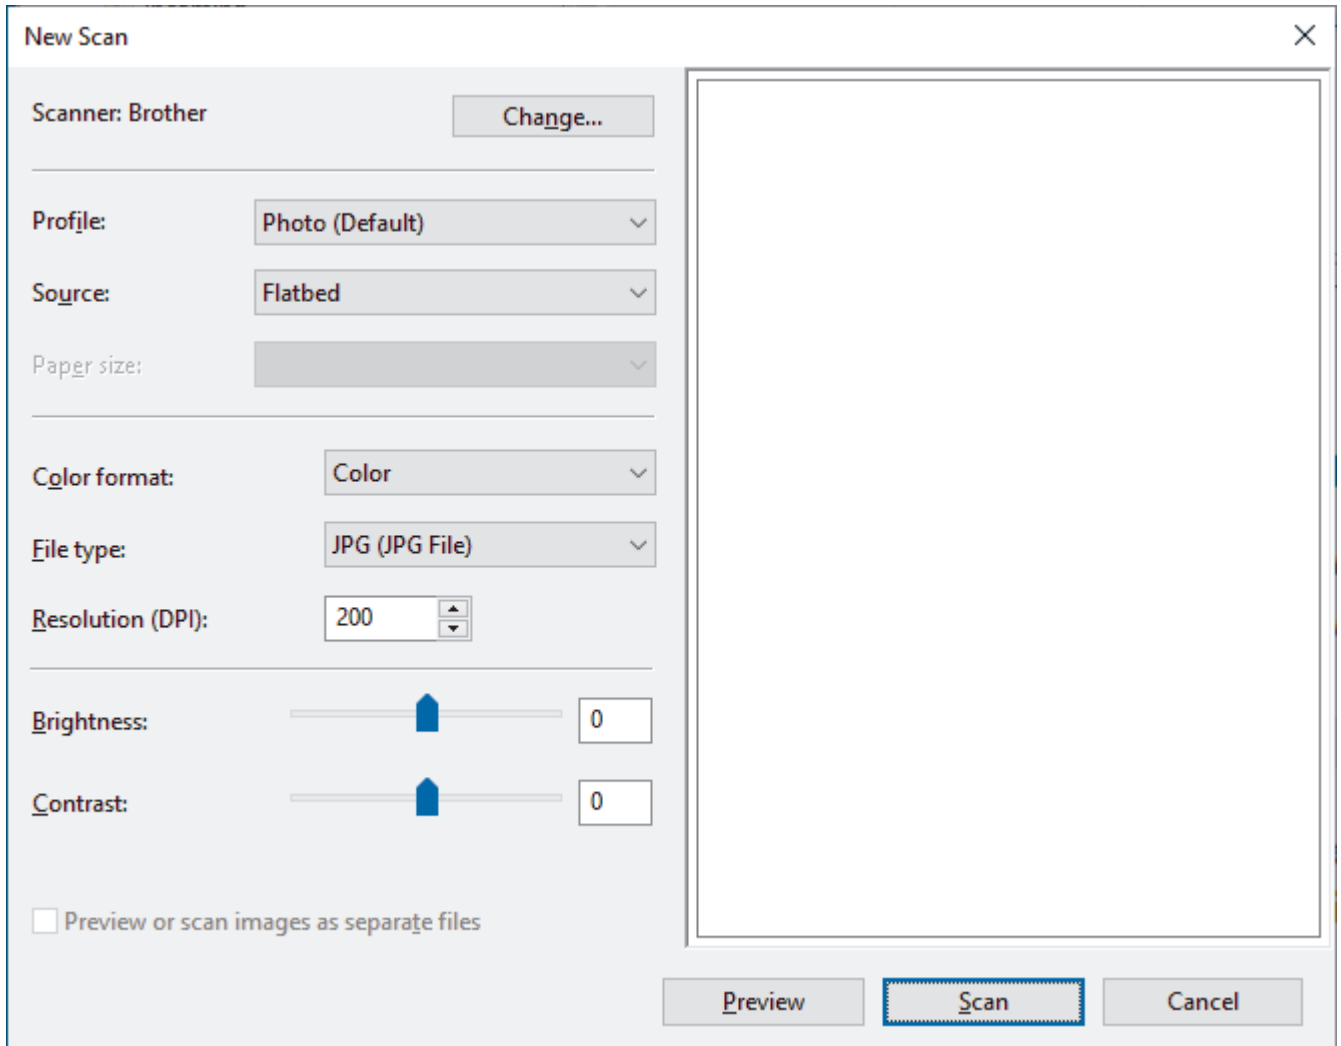 New Scan
Scanner: Brother
Change...
Profile:
Photo (Default)
Source:
Flatbed
Paper size:
Color format:
Color
File type:
JPG (JPG File)
Resolution (DPI):
200
Brightness:
0
Contrast:
0
Preview or scan images as separate files
Preview
Scan
Cancel